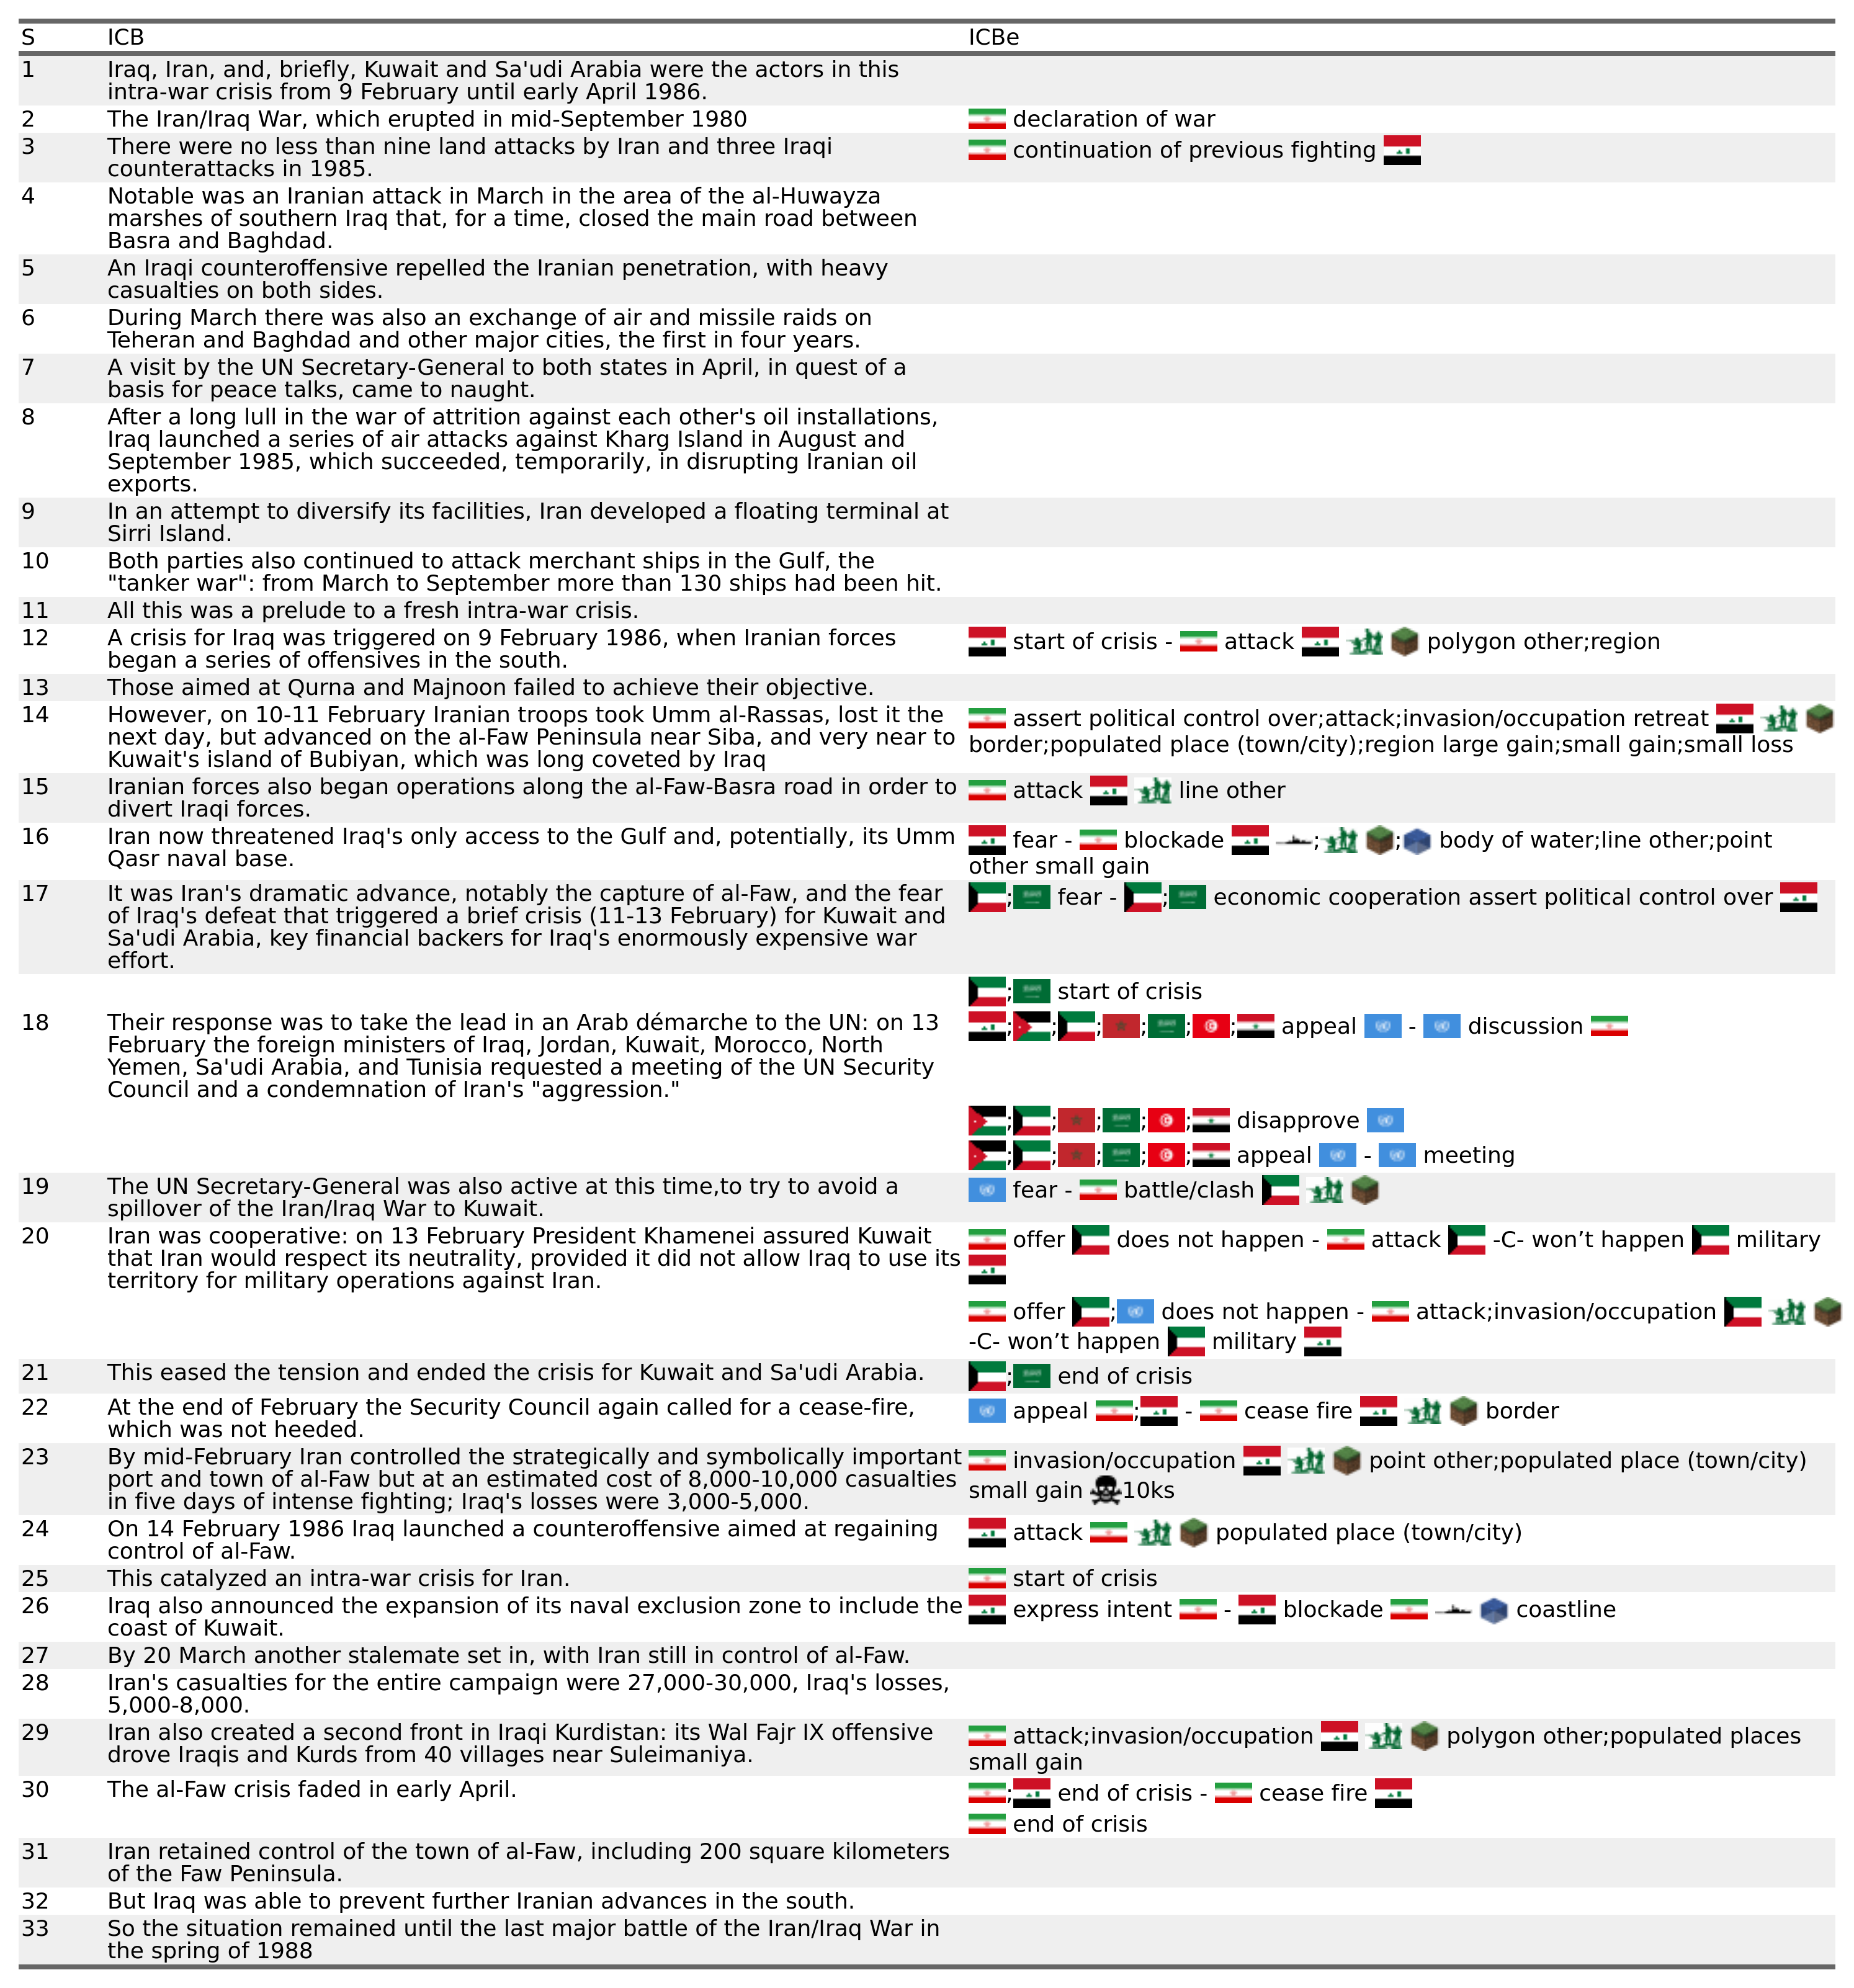 S ICB ICBe
1 Iraq, Iran, and, briefly, Kuwait and Sa'udi Arabia were the actors in this
intra-war crisis from 9 February until early April 1986.
2 The Iran/Iraq War, which erupted in mid-September 1980 declaration of war
3 There were no less than nine land attacks by Iran and three Iraqi
counterattacks in 1985.
continuation of previous fighting
4 Notable was an Iranian attack in March in the area of the al-Huwayza
marshes of southern Iraq that, for a time, closed the main road between
Basra and Baghdad.
5 An Iraqi counteroffensive repelled the Iranian penetration, with heavy
casualties on both sides.
6 During March there was also an exchange of air and missile raids on
Teheran and Baghdad and other major cities, the first in four years.
7 A visit by the UN Secretary-General to both states in April, in quest of a
basis for peace talks, came to naught.
8 After a long lull in the war of attrition against each other's oil installations,
Iraq launched a series of air attacks against Kharg Island in August and
September 1985, which succeeded, temporarily, in disrupting Iranian oil
exports.
9 In an attempt to diversify its facilities, Iran developed a floating terminal at
Sirri Island.
10 Both parties also continued to attack merchant ships in the Gulf, the
"tanker war": from March to September more than 130 ships had been hit.
11 All this was a prelude to a fresh intra-war crisis.
12 A crisis for Iraq was triggered on 9 February 1986, when Iranian forces
began a series of offensives in the south.
start of crisis - attack polygon other;region
13 Those aimed at Qurna and Majnoon failed to achieve their objective.
14 However, on 10-11 February Iranian troops took Umm al-Rassas, lost it the
next day, but advanced on the al-Faw Peninsula near Siba, and very near to
Kuwait's island of Bubiyan, which was long coveted by Iraq
assert political control over;attack;invasion/occupation retreat
border;populated place (town/city);region large gain;small gain;small loss
15 Iranian forces also began operations along the al-Faw-Basra road in order to
divert Iraqi forces.
attack line other
16 Iran now threatened Iraq's only access to the Gulf and, potentially, its Umm
Qasr naval base.
fear - blockade ; ; body of water;line other;point
other small gain
17 It was Iran's dramatic advance, notably the capture of al-Faw, and the fear
of Iraq's defeat that triggered a brief crisis (11-13 February) for Kuwait and
Sa'udi Arabia, key financial backers for Iraq's enormously expensive war
effort.
; fear - ; economic cooperation assert political control over
; start of crisis
18 Their response was to take the lead in an Arab démarche to the UN: on 13
February the foreign ministers of Iraq, Jordan, Kuwait, Morocco, North
Yemen, Sa'udi Arabia, and Tunisia requested a meeting of the UN Security
Council and a condemnation of Iran's "aggression."
; ; ; ; ; ; appeal - discussion
; ; ; ; ; disapprove
; ; ; ; ; appeal - meeting
19 The UN Secretary-General was also active at this time,to try to avoid a
spillover of the Iran/Iraq War to Kuwait.
fear - battle/clash
20 Iran was cooperative: on 13 February President Khamenei assured Kuwait
that Iran would respect its neutrality, provided it did not allow Iraq to use its
territory for military operations against Iran.
offer does not happen - attack -C- won’t happen military
offer ; does not happen - attack;invasion/occupation
-C- won’t happen military
21 This eased the tension and ended the crisis for Kuwait and Sa'udi Arabia. ; end of crisis
22 At the end of February the Security Council again called for a cease-fire,
which was not heeded.
appeal ; - cease fire border
23 By mid-February Iran controlled the strategically and symbolically important
port and town of al-Faw but at an estimated cost of 8,000-10,000 casualties
in five days of intense fighting; Iraq's losses were 3,000-5,000.
invasion/occupation point other;populated place (town/city)
small gain 10ks
24 On 14 February 1986 Iraq launched a counteroffensive aimed at regaining
control of al-Faw.
attack populated place (town/city)
25 This catalyzed an intra-war crisis for Iran. start of crisis
26 Iraq also announced the expansion of its naval exclusion zone to include the
coast of Kuwait.
express intent - blockade coastline
27 By 20 March another stalemate set in, with Iran still in control of al-Faw.
28 Iran's casualties for the entire campaign were 27,000-30,000, Iraq's losses,
5,000-8,000.
29 Iran also created a second front in Iraqi Kurdistan: its Wal Fajr IX offensive
drove Iraqis and Kurds from 40 villages near Suleimaniya.
attack;invasion/occupation polygon other;populated places
small gain
30 The al-Faw crisis faded in early April. ; end of crisis - cease fire
end of crisis
31 Iran retained control of the town of al-Faw, including 200 square kilometers
of the Faw Peninsula.
32 But Iraq was able to prevent further Iranian advances in the south.
33 So the situation remained until the last major battle of the Iran/Iraq War in
the spring of 1988